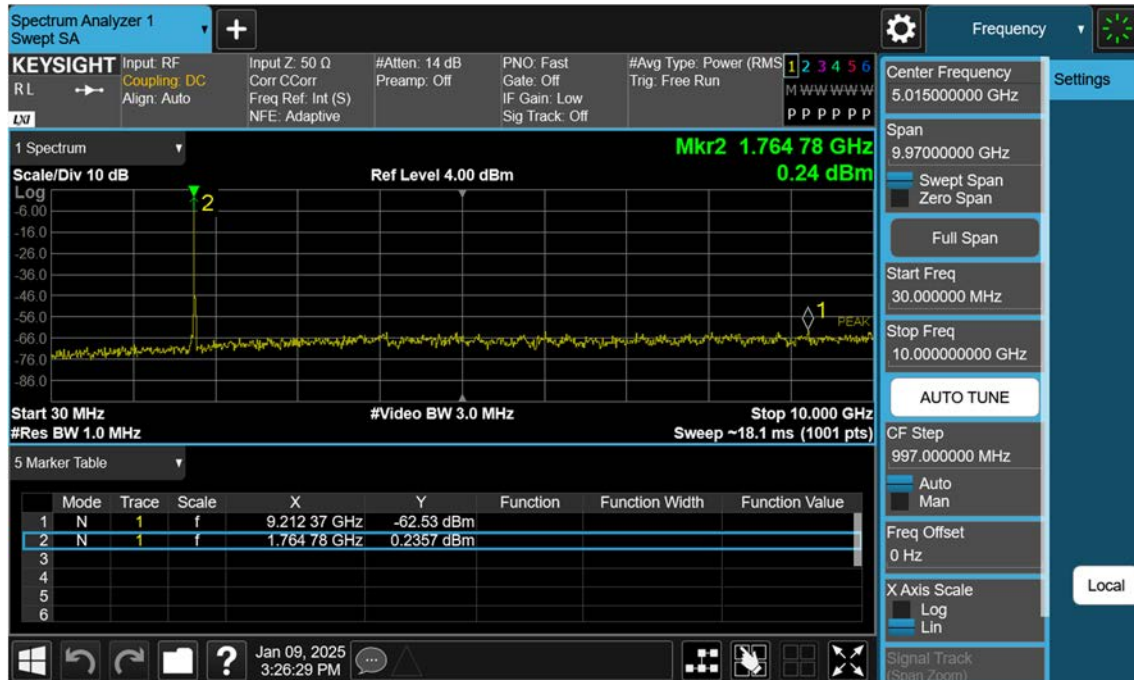 Spectrum Analyzer 1
Swept SA
Frequency
KEYSIGHT
RL
LXI
Input: RF
Coupling: DC
Align: Auto
Input Z: 50 Ω
Corr CCorr
Freq Ref: Int (S)
NFE: Adaptive
#Atten: 14 dB
Preamp: Off
PNO: Fast
Gate: Off
IF Gain: Low
Sig Track: Off
#Avg Type: Power (RMS
Trig: Free Run
1 2 3 4 5 6
M W W W W W
P P P P P P
1 Spectrum
Mkr2 1.764 78 GHz
Scale/Div 10 dB
Ref Level 4.00 dBm
0.24 dBm
Log
2
-6.00
-16.0
-26.0
-36.0
-46.0
-56.0
1
PEAK
-66.0
-76.0
-86.0
Start 30 MHz
#Video BW 3.0 MHz
Stop 10.000 GHz
#Res BW 1.0 MHz
Sweep ~18.1 ms (1001 pts)
5 Marker Table
Mode Trace Scale X Y Function Function Width Function Value
1 N 1 f 9.212 37 GHz -62.53 dBm
2 N 1 f 1.764 78 GHz 0.2357 dBm
3
4
5
6
Jan 09, 2025
3:26:29 PM
Center Frequency
5.015000000 GHz
Span
9.97000000 GHz
Swept Span
Zero Span
Full Span
Start Freq
30.000000 MHz
Stop Freq
10.000000000 GHz
AUTO TUNE
CF Step
997.000000 MHz
Auto
Man
Freq Offset
0 Hz
X Axis Scale
Log
Lin
Signal Track
(Span Zoom)
Settings
Local